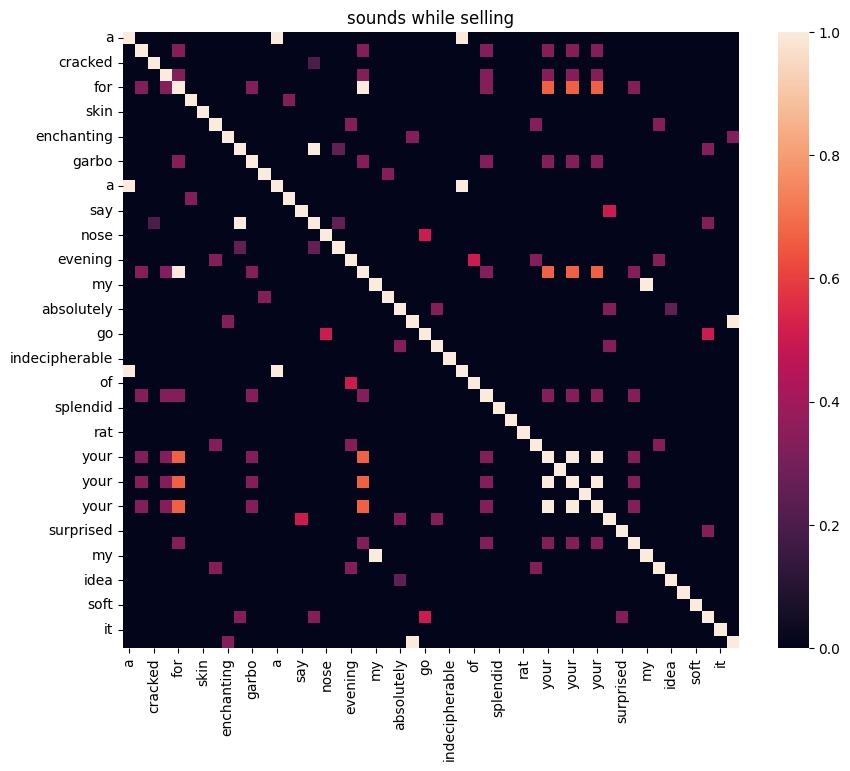 sounds while selling
a
cracked
for
skin
enchanting
garbo
a
say
nose
evening
my
absolutely
go
indecipherable
of
splendid
rat
your
your
your
surprised
my
idea
soft
it
1.0
0.8
0.6
0.4
0.2
0.0
a
cracked
for
skin
enchanting
garbo
a
say
nose
evening
my
absolutely
go
indecipherable
of
splendid
rat
your
your
your
surprised
my
idea
soft
it